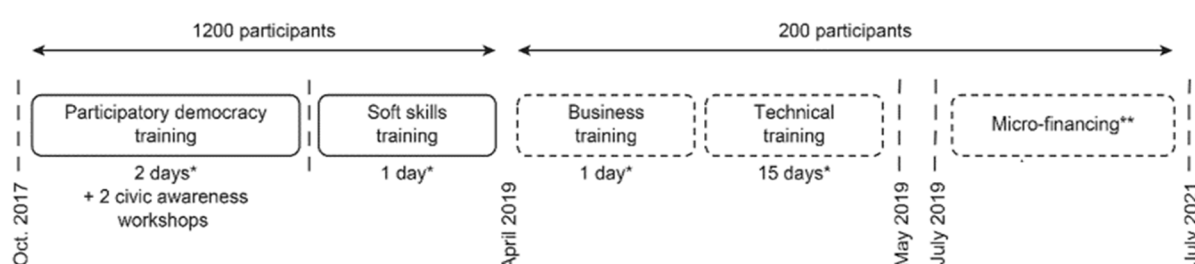 1200 participants
200 participants
Participatory democracy
training
Soft skills
training
Business
training
Technical
training
Micro-financing**
2 days*
+ 2 civic awareness
workshops
1 day*
1 day*
15 days*
Oct. 2017
April 2019
May 2019
July 2019
July 2021